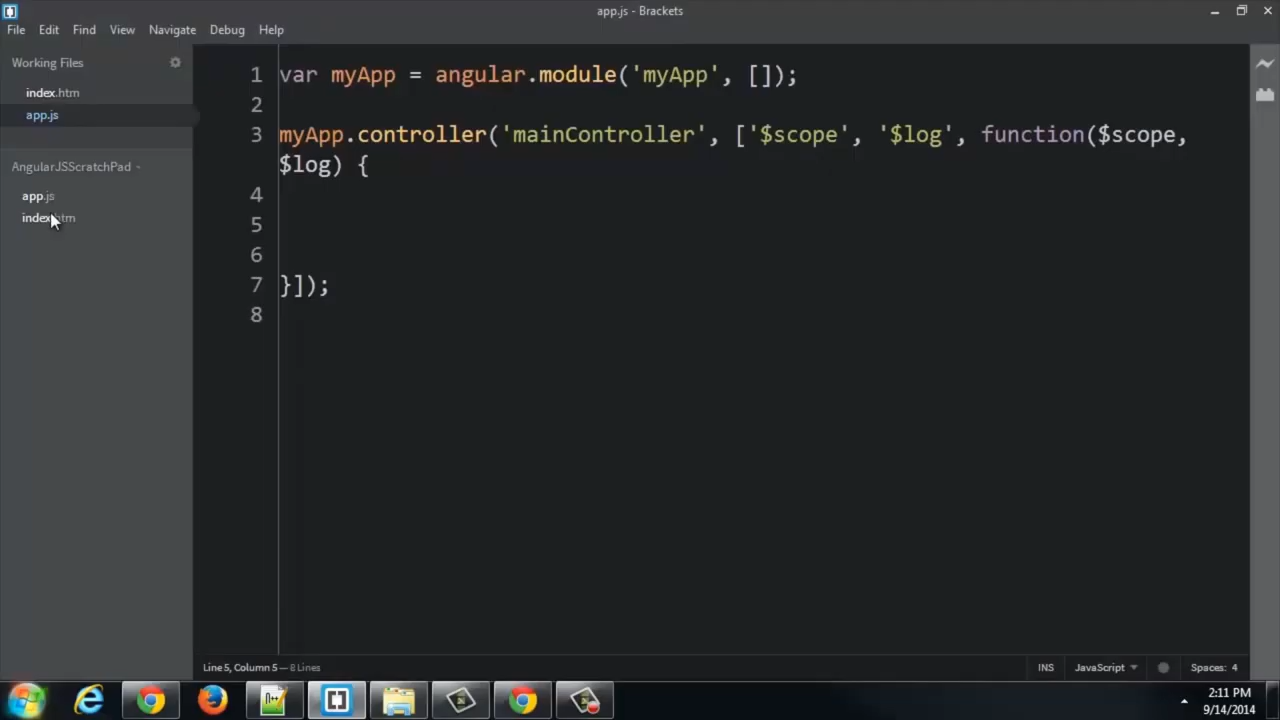 app.js - Brackets
File Edit Find View Navigate Debug Help
Working Files
index.htm
app.js
AngularJSScratchPad
app.js
index.htm
1 var myApp = angular.module('myApp', []);
2
3 myApp.controller('mainController', ['$scope', '$log', function($scope,
$log) {
4
5
6
7 }]);
8
Line 5, Column 5 — 8 Lines
INS JavaScript Spaces: 4
2:11 PM
9/14/2014